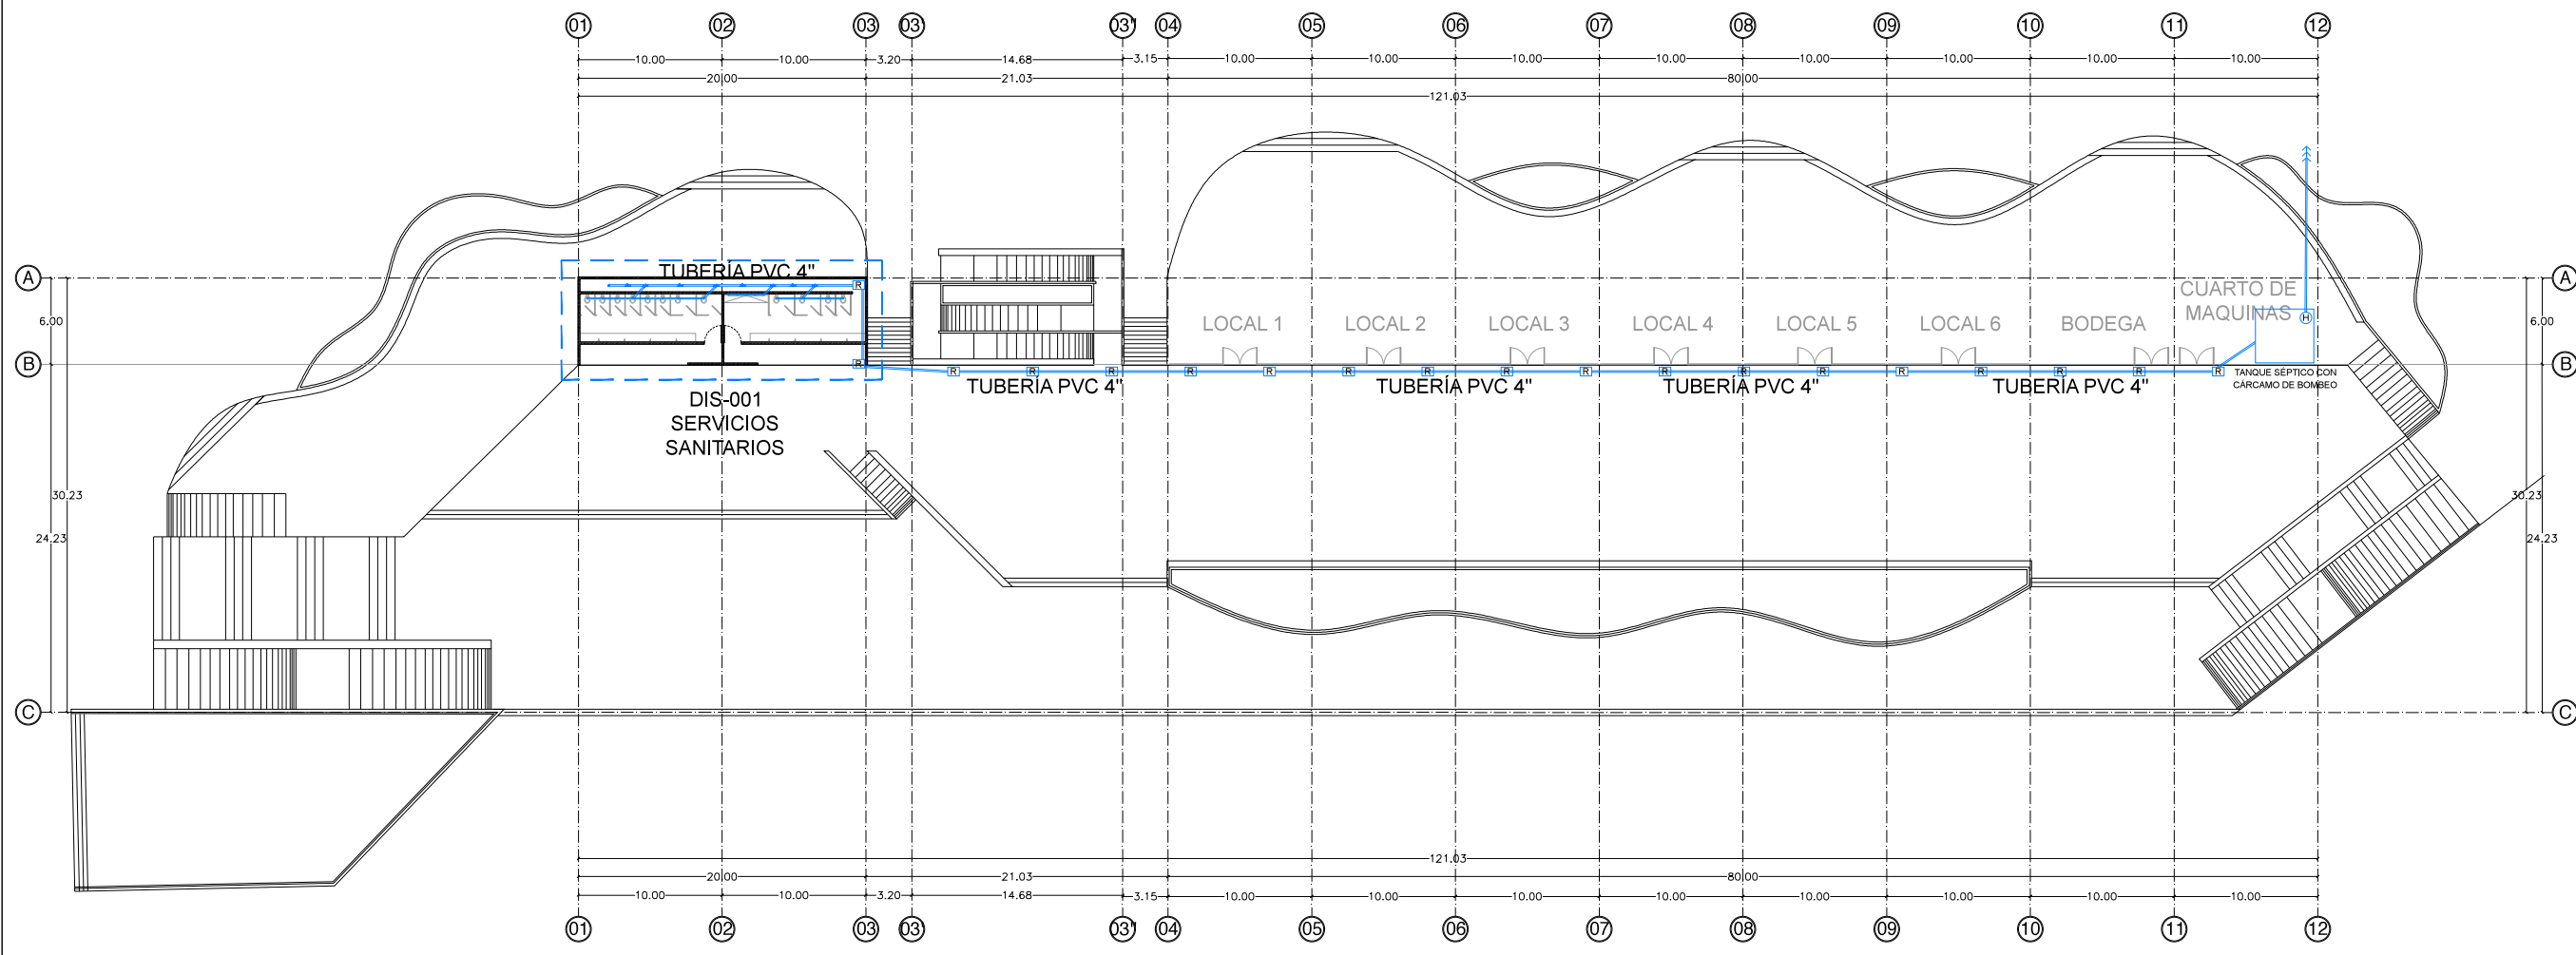 01 02 03 03' 03" 04 05 06 07 08 09 10 11 12
10.00 10.00 3.20 14.68 3.15 10.00 10.00 10.00 10.00 10.00 10.00 10.00 10.00
20.00 21.03 80.00
121.03
A TUBERÍA PVC 4" A
R
CUARTO DE
MAQUINAS
H
6.00 LOCAL 1 LOCAL 2 LOCAL 3 LOCAL 4 LOCAL 5 LOCAL 6 BODEGA 6.00
B R B
R R R R R R R R R R R R R R R R R
TANQUE SÉPTICO CON
CÁRCAMO DE BOMBEO
TUBERÍA PVC 4" TUBERÍA PVC 4" TUBERÍA PVC 4" TUBERÍA PVC 4"
DIS-001
SERVICIOS
SANITARIOS
30.23 30.23
24.23 24.23
C C
121.03
20.00 21.03 80.00
10.00 10.00 3.20 14.68 3.15 10.00 10.00 10.00 10.00 10.00 10.00 10.00 10.00
01 02 03 03' 03" 04 05 06 07 08 09 10 11 12